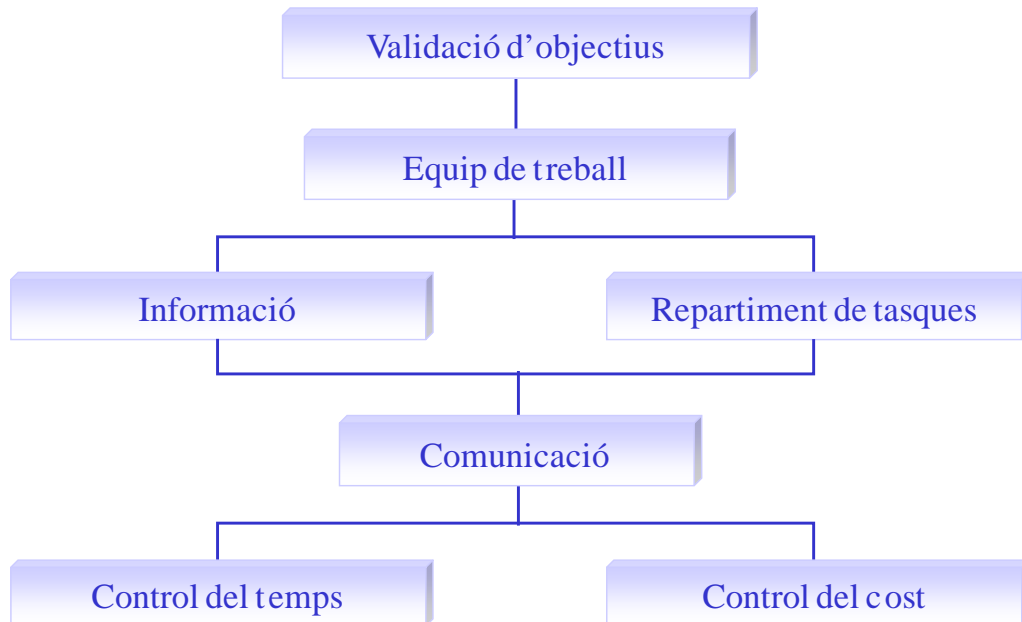 Validació d’objectius
Equip de treball
Informació
Repartiment de tasques
Comunicació
Control del temps
Control del cost